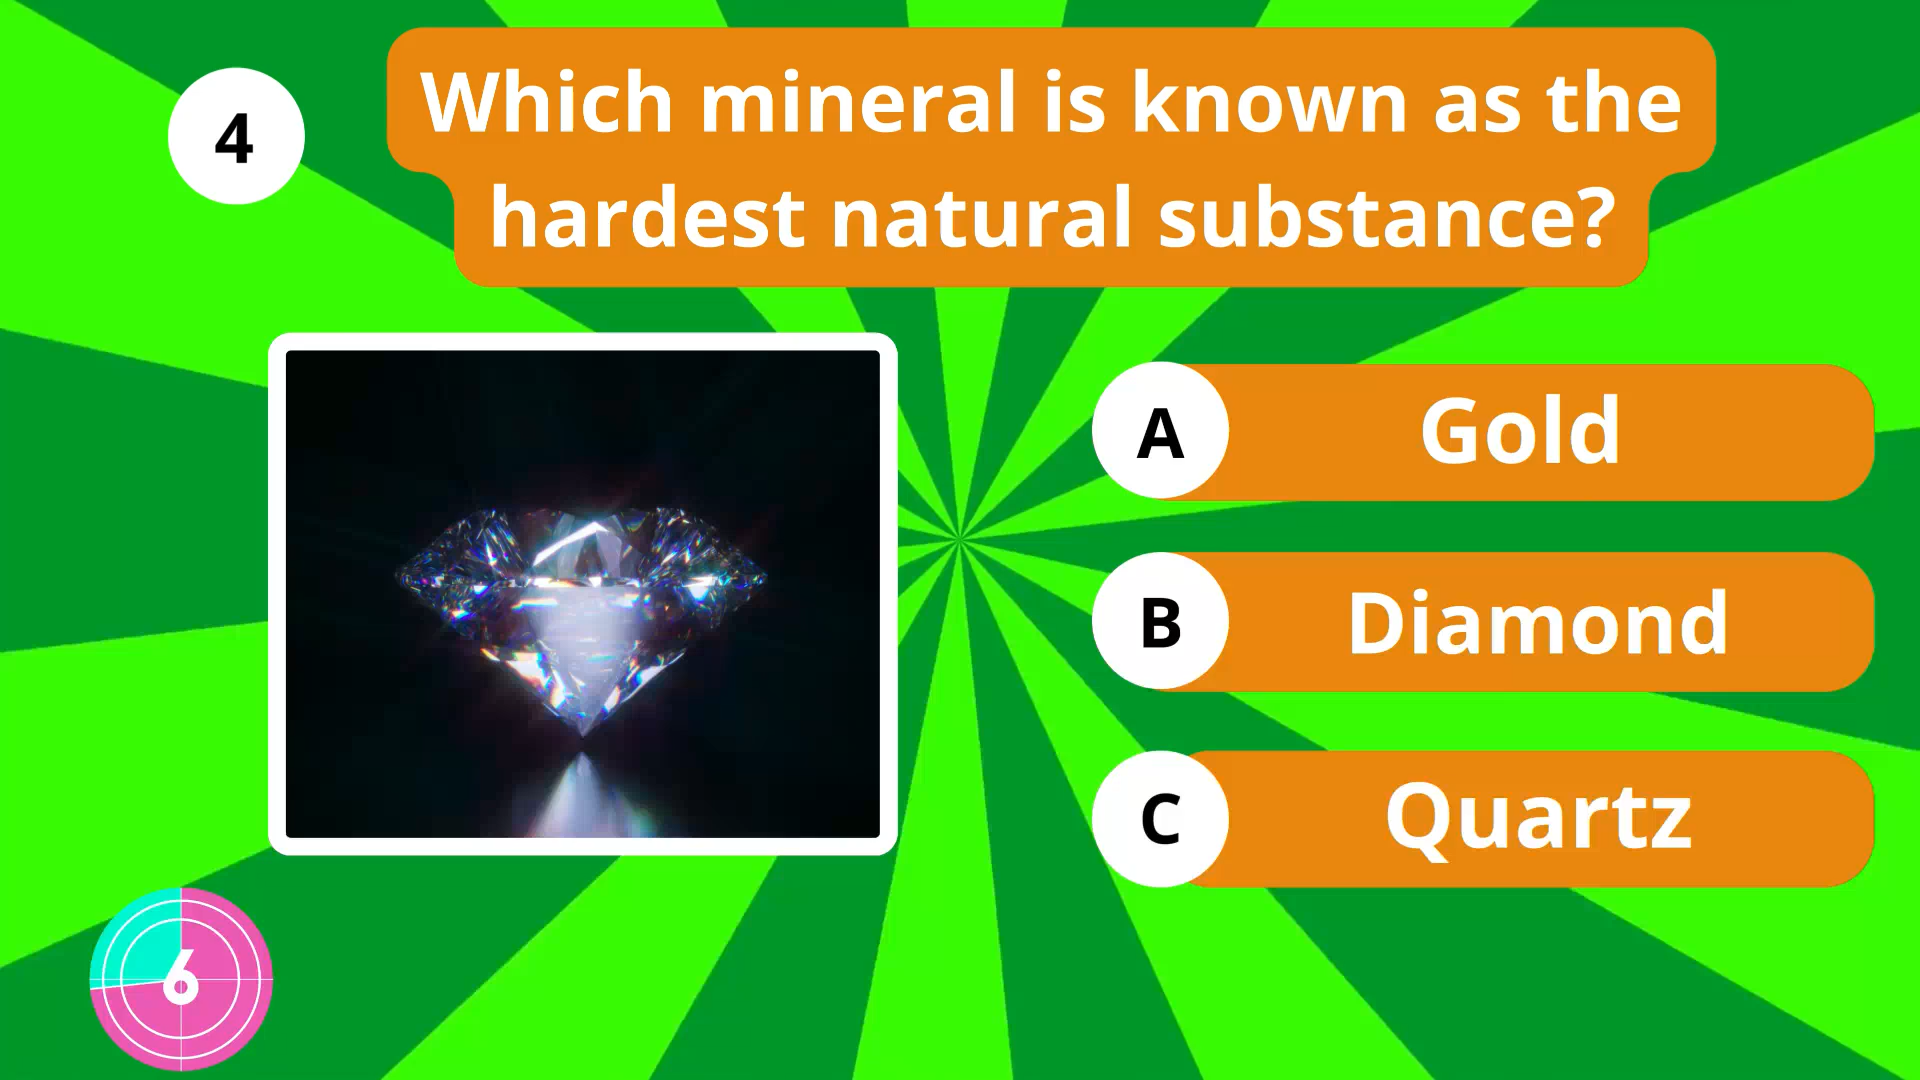 4
Which mineral is known as the
hardest natural substance?
A
Gold
B
Diamond
C
Quartz
6